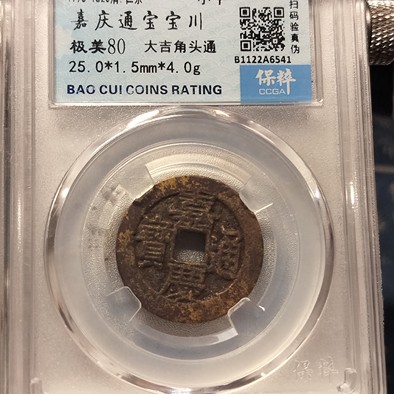 嘉庆通宝宝川
极美80 大吉角头通
25.0*1.5mm*4.0g
BAO CUI COINS RATING
扫码验真伪
B1122A6541
保粹
CCGA
嘉慶通寶
保粹